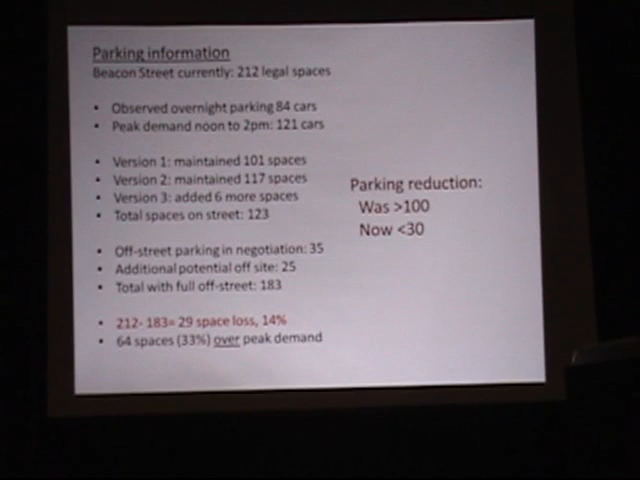 Parking information
Beacon Street currently: 212 legal spaces
• Observed overnight parking 84 cars
• Peak demand noon to 2pm: 121 cars
• Version 1: maintained 101 spaces
• Version 2: maintained 117 spaces
• Version 3: added 6 more spaces
• Total spaces on street: 123
Parking reduction:
Was >100
Now <30
• Off-street parking in negotiation: 35
• Additional potential off site: 25
• Total with full off-street: 183
• 212- 183= 29 space loss, 14%
• 64 spaces (33%) over peak demand